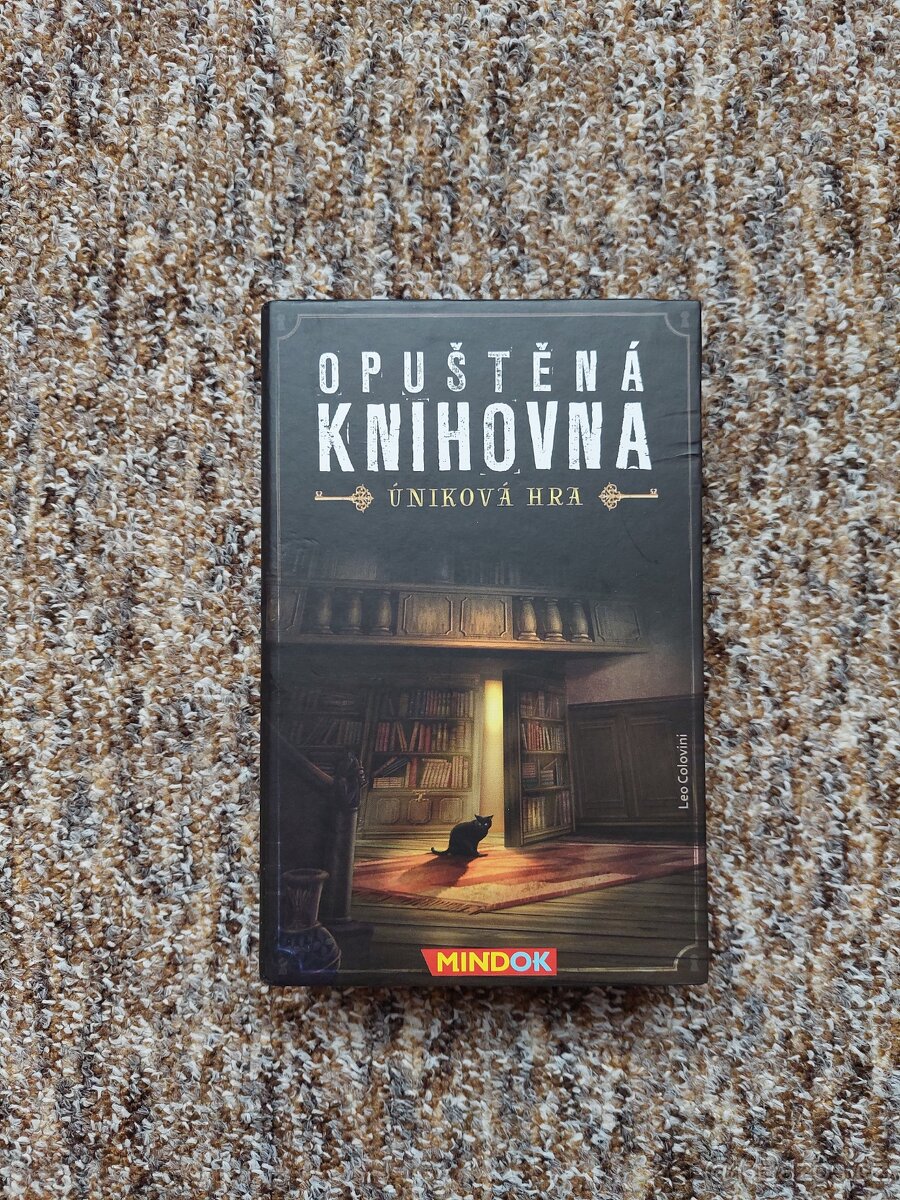 OPUŠTĚNÁ
KNIHOVNA
ÚNIKOVÁ HRA
Leo Colovini
MINDOK